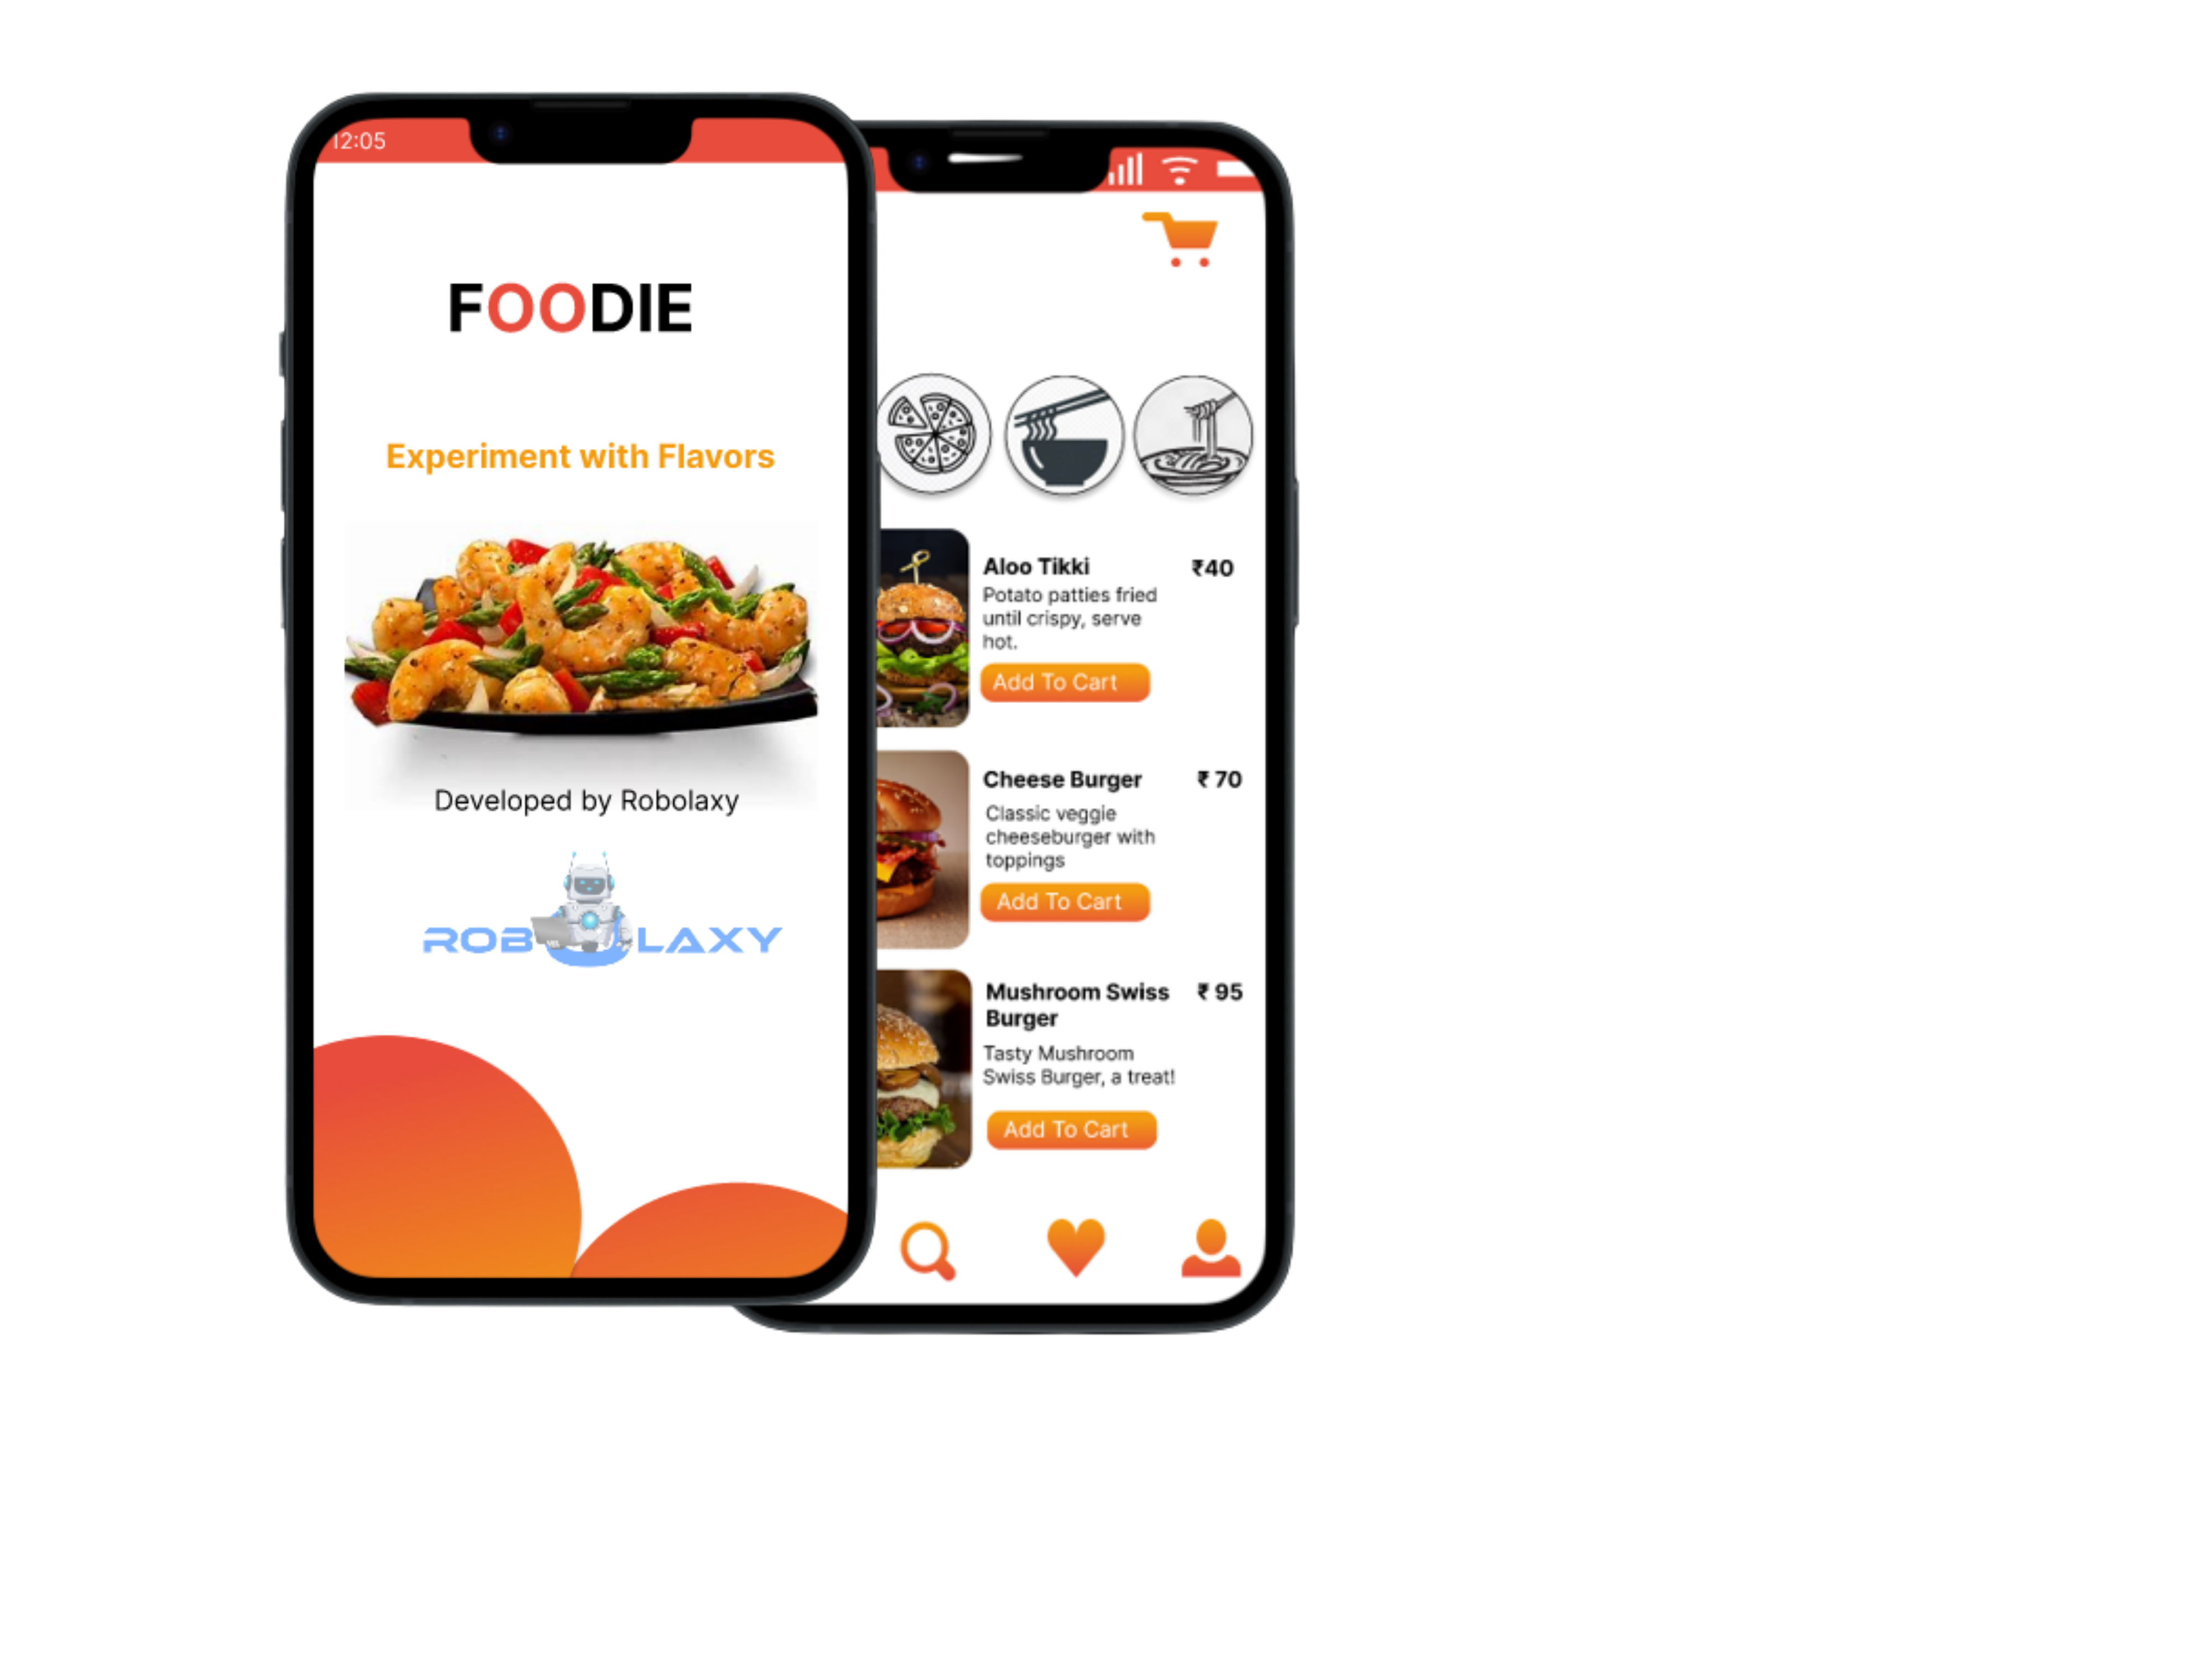 12:05
FOODIE
Experiment with Flavors
Developed by Robolaxy
ROBOLAXY
Aloo Tikki ₹40
Potato patties fried
until crispy, serve
hot.
Add To Cart
Cheese Burger ₹ 70
Classic veggie
cheeseburger with
toppings
Add To Cart
Mushroom Swiss ₹ 95
Burger
Tasty Mushroom
Swiss Burger, a treat!
Add To Cart